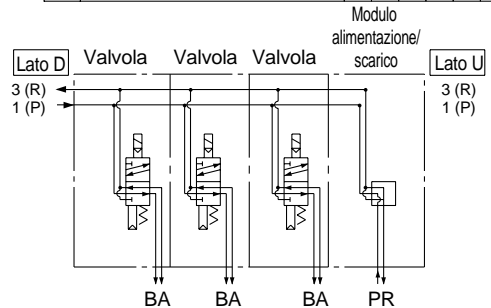 Modulo
alimentazione/
scarico
Lato D
Valvola
Valvola
Valvola
Lato U
3 (R)
3 (R)
1 (P)
1 (P)
BA
BA
BA
PR